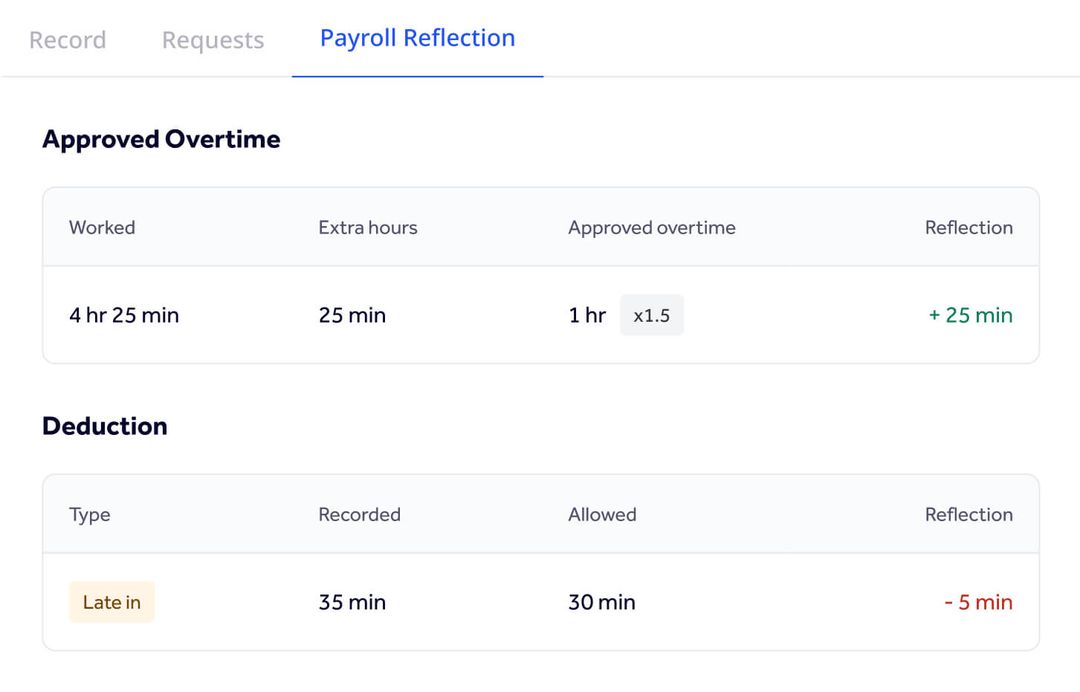 Record Requests Payroll Reflection
Approved Overtime
Worked Extra hours Approved overtime Reflection
4 hr 25 min 25 min 1 hr x1.5 + 25 min
Deduction
Type Recorded Allowed Reflection
Late in 35 min 30 min - 5 min